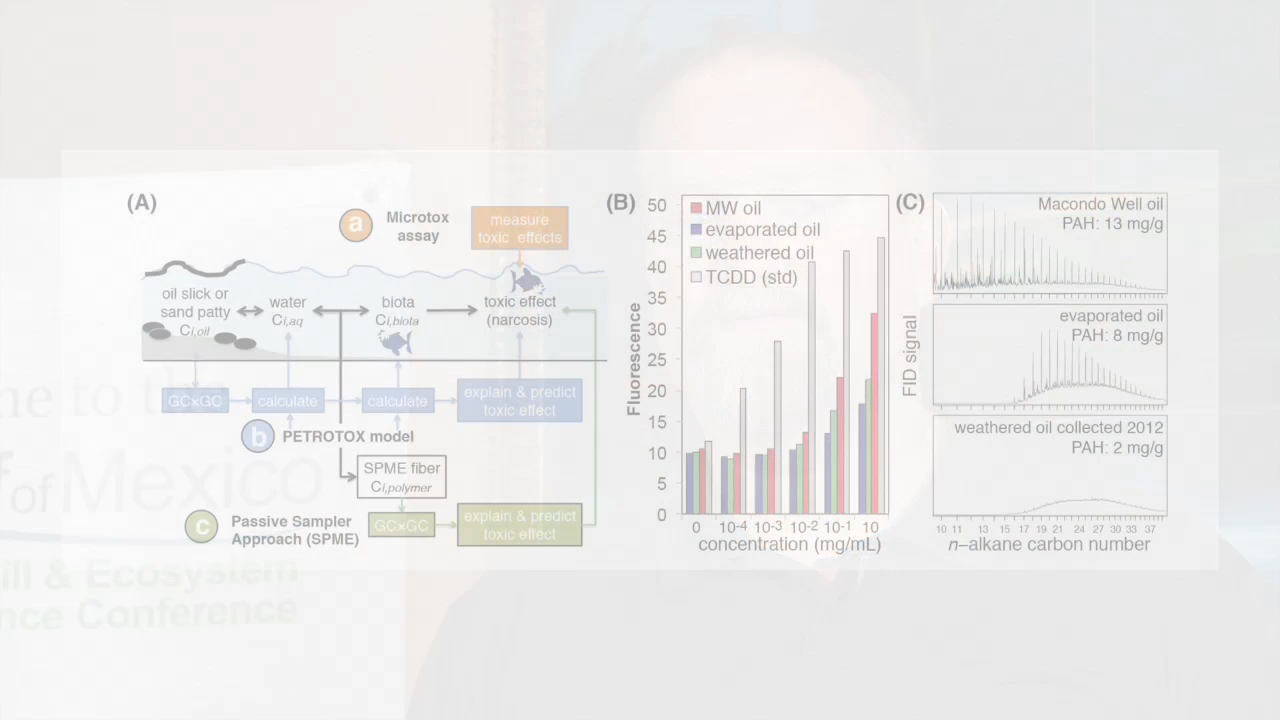 (A)
a
Microtox
assay
measure
toxic effects
oil slick or
sand patty
Ci,oil
water
Ci,aq
biota
Ci,biota
toxic effect
(narcosis)
GC×GC
calculate
calculate
explain & predict
toxic effect
b
PETROTOX model
SPME fiber
Ci,polymer
c
Passive Sampler
Approach (SPME)
GC×GC
explain & predict
toxic effect
(B)
50
45
40
35
30
25
20
15
10
5
0
Fluorescence
MW oil
evaporated oil
weathered oil
TCDD (std)
0 10-4 10-3 10-2 10-1 10
concentration (mg/mL)
(C)
FID signal
Macondo Well oil
PAH: 13 mg/g
evaporated oil
PAH: 8 mg/g
weathered oil collected 2012
PAH: 2 mg/g
10 11 13 15 17 19 21 24 27 30 33 37
n–alkane carbon number
me to the
f of Mexico
ill & Ecosystem
nce Conference